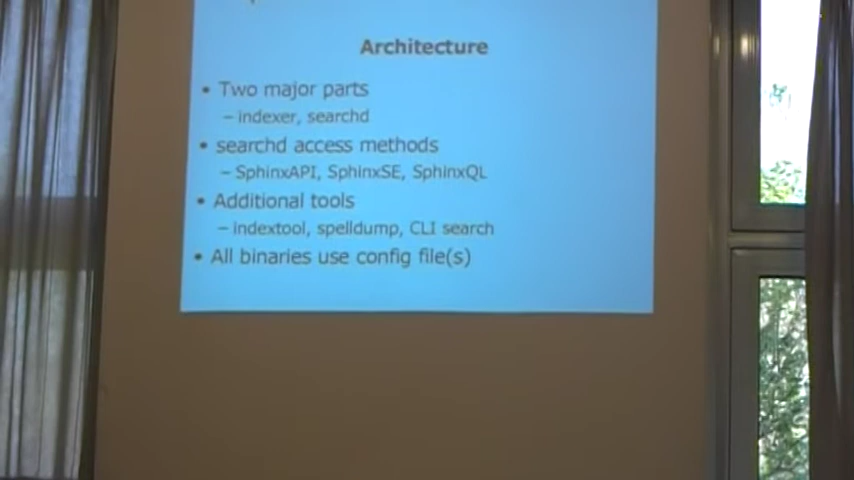 Architecture
• Two major parts
– indexer, searchd
• searchd access methods
– SphinxAPI, SphinxSE, SphinxQL
• Additional tools
– indextool, spelldump, CLI search
• All binaries use config file(s)